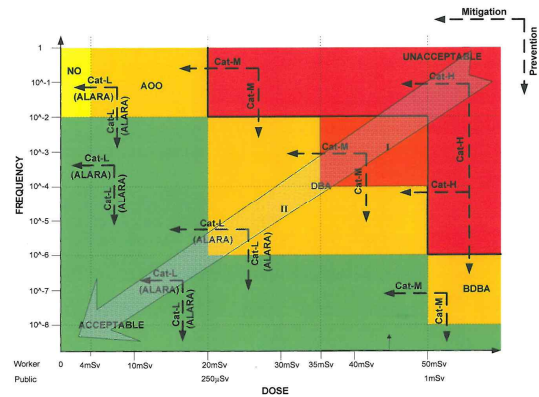 Mitigation
Prevention
FREQUENCY
1
10^-1
10^-2
10^-3
10^-4
10^-5
10^-6
10^-7
10^-8
NO
AOO
UNACCEPTABLE
Cat-L
(ALARA)
Cat-L
(ALARA)
Cat-M
Cat-M
Cat-H
Cat-H
Cat-H
Cat-L
(ALARA)
Cat-L
(ALARA)
Cat-M
Cat-M
I
DBA
II
Cat-L
(ALARA)
Cat-L
(ALARA)
Cat-L
(ALARA)
Cat-L
(ALARA)
Cat-M
Cat-M
BDBA
ACCEPTABLE
Worker 0 4mSv 10mSv 20mSv 30mSv 35mSv 40mSv 50mSv
Public 250µSv 1mSv
DOSE